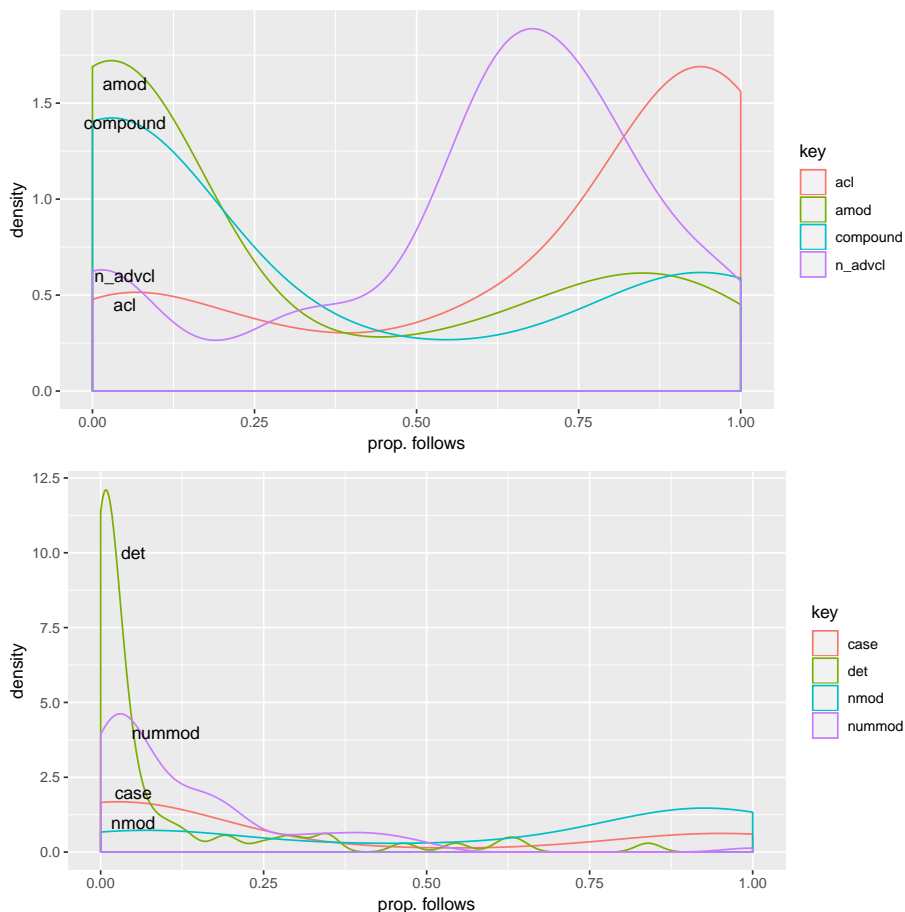 amod
1.5
compound
key
acl
density
1.0
amod
compound
n_advcl
n_advcl
0.5
acl
0.0
0.00 0.25 0.50 0.75 1.00
prop. follows
12.5
det
10.0
key
7.5
case
density
det
5.0
nmod
nummod
nummod
2.5
case
nmod
0.0
0.00 0.25 0.50 0.75 1.00
prop. follows